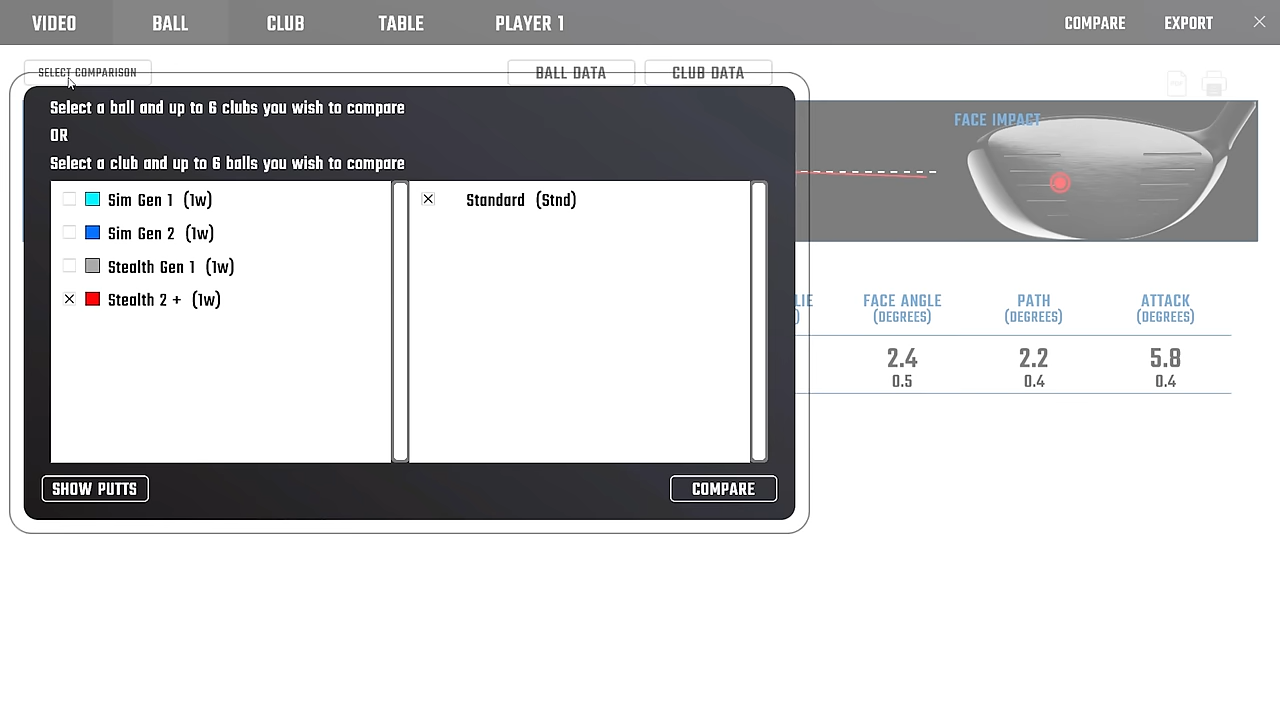 VIDEO BALL CLUB TABLE PLAYER 1 COMPARE EXPORT
SELECT COMPARISON BALL DATA CLUB DATA
Select a ball and up to 6 clubs you wish to compare
OR
Select a club and up to 6 balls you wish to compare
FACE IMPACT
Sim Gen 1 (1w)
Sim Gen 2 (1w)
Stealth Gen 1 (1w)
Stealth 2 + (1w)
Standard (Stnd)
SHOW PUTTS COMPARE
LIE FACE ANGLE PATH ATTACK
) (DEGREES) (DEGREES) (DEGREES)
2.4 2.2 5.8
0.5 0.4 0.4